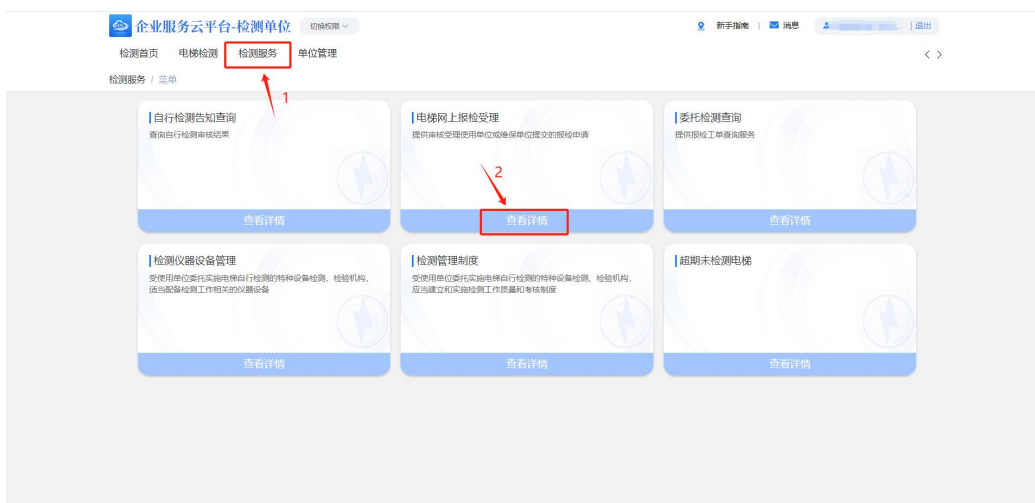 企业服务云平台-检测单位 切换权限 新手指南 | 消息 | 退出
检测首页 电梯检测 检测服务 单位管理
检测服务 / 菜单
1
自行检测告知查询
查询自行检测审核结果
查看详情
电梯网上报检受理
提供审核受理使用单位或维保单位提交的报检申请
2
查看详情
委托检测查询
提供报检工单查询服务
查看详情
检测仪器设备管理
受使用单位委托实施电梯自行检测的特种设备检测、检验机构,
适当配备检测工作相关的仪器设备
查看详情
检测管理制度
受使用单位委托实施电梯自行检测的特种设备检测、检验机构,
应当建立和实施检测工作质量和考核制度
查看详情
超期未检测电梯
查看详情